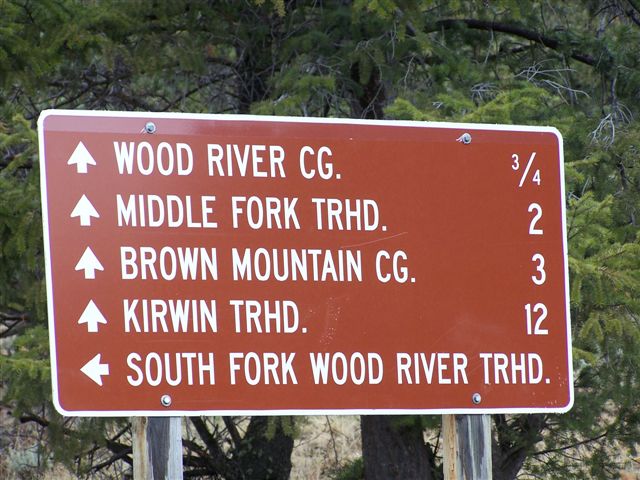 WOOD RIVER CG. 3/4
MIDDLE FORK TRHD. 2
BROWN MOUNTAIN CG. 3
KIRWIN TRHD. 12
SOUTH FORK WOOD RIVER TRHD.